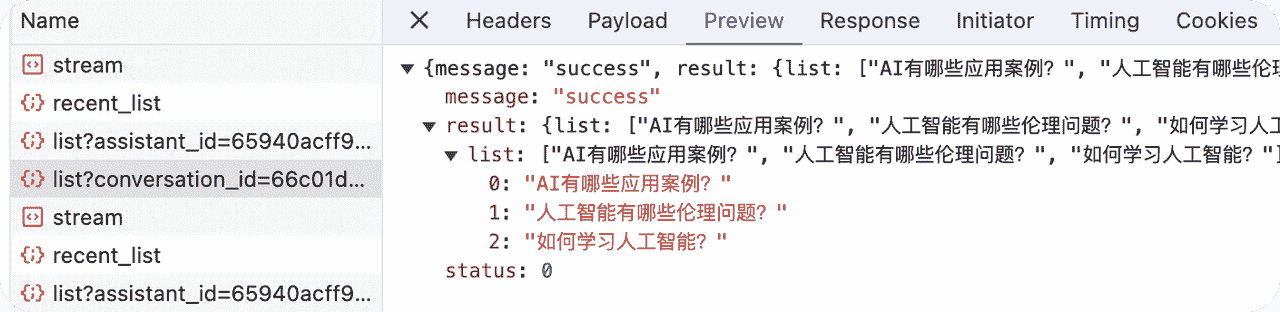 Name
stream
recent_list
list?assistant_id=65940acff9...
list?conversation_id=66c01d...
stream
recent_list
list?assistant_id=65940acff9...
Headers Payload Preview Response Initiator Timing Cookies
{message: "success", result: {list: ["AI有哪些应用案例？", "人工智能有哪些伦
message: "success"
result: {list: ["AI有哪些应用案例？", "人工智能有哪些伦理问题？", "如何学习人工
list: ["AI有哪些应用案例？", "人工智能有哪些伦理问题？", "如何学习人工智能？"]
0: "AI有哪些应用案例？"
1: "人工智能有哪些伦理问题？"
2: "如何学习人工智能？"
status: 0